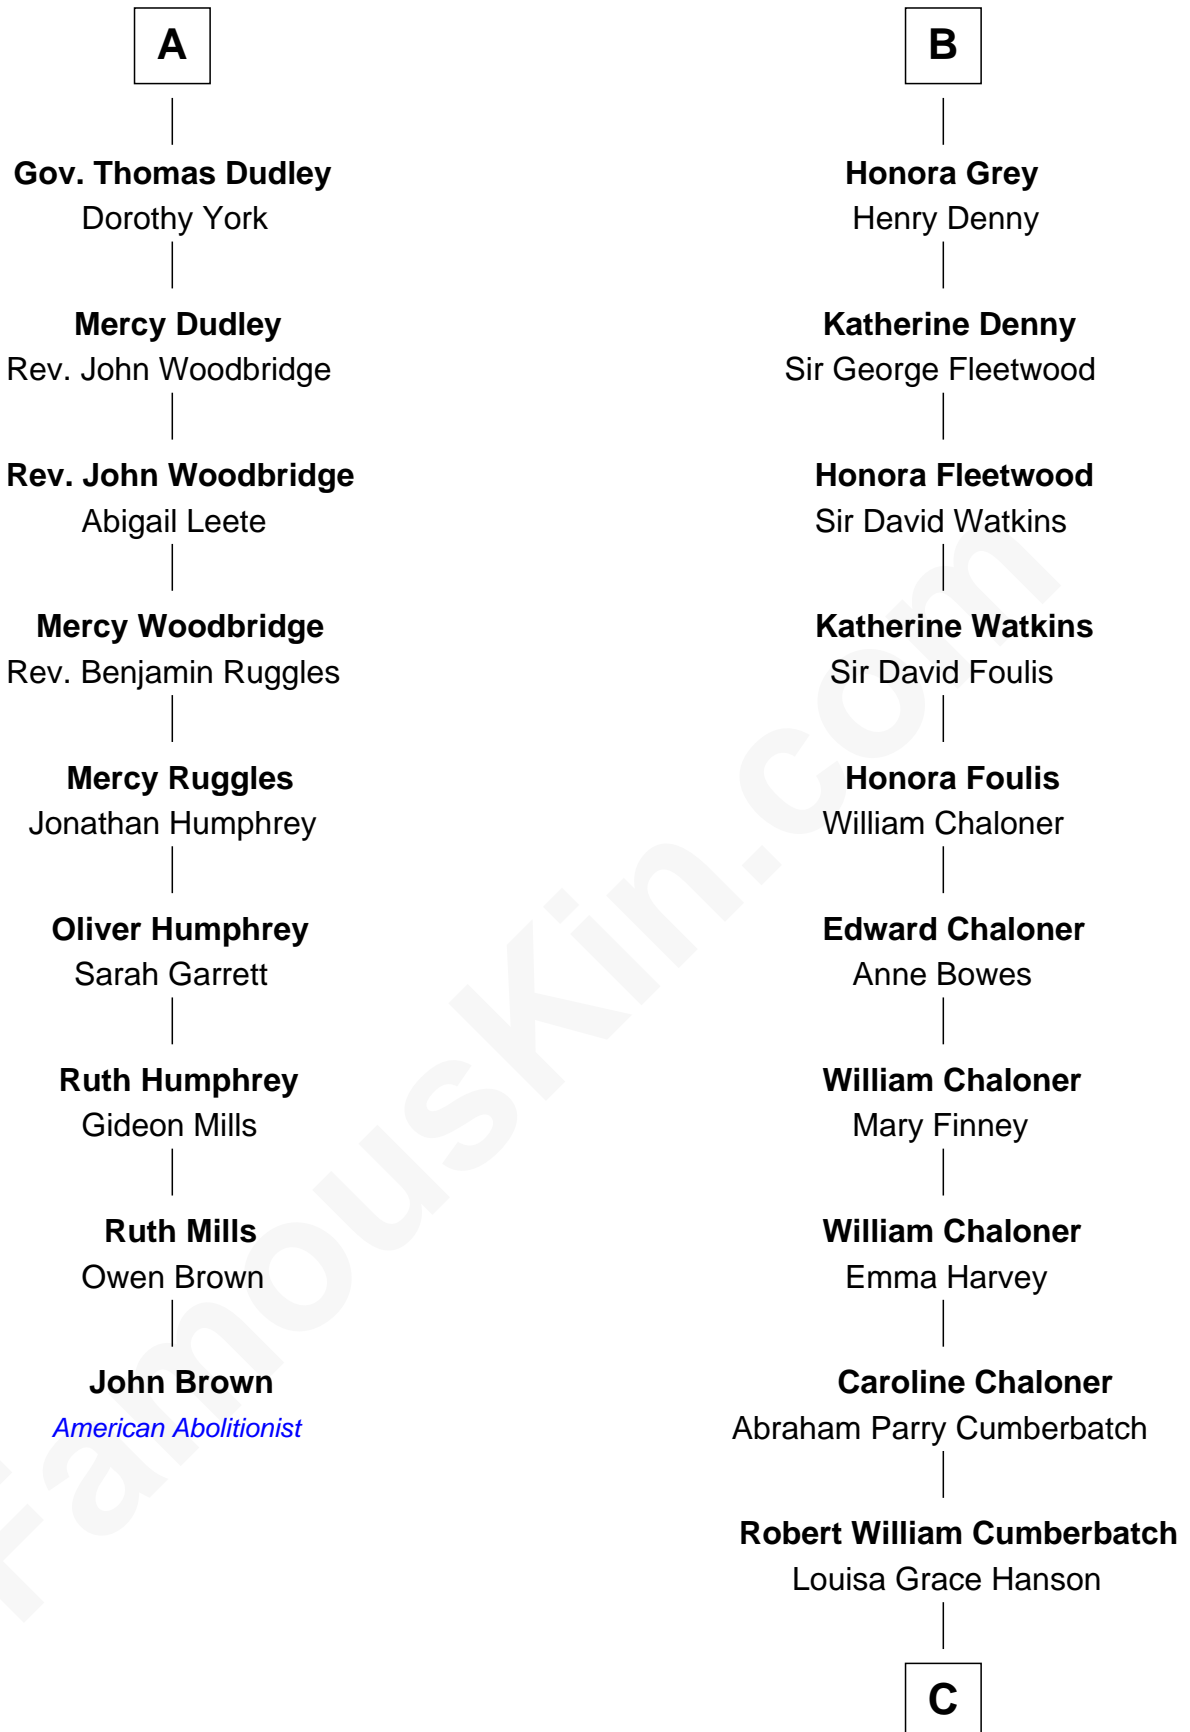 A
Gov. Thomas Dudley
Dorothy York
Mercy Dudley
Rev. John Woodbridge
Rev. John Woodbridge
Abigail Leete
Mercy Woodbridge
Rev. Benjamin Ruggles
Mercy Ruggles
Jonathan Humphrey
Oliver Humphrey
Sarah Garrett
Ruth Humphrey
Gideon Mills
Ruth Mills
Owen Brown
John Brown
American Abolitionist
B
Honora Grey
Henry Denny
Katherine Denny
Sir George Fleetwood
Honora Fleetwood
Sir David Watkins
Katherine Watkins
Sir David Foulis
Honora Foulis
William Chaloner
Edward Chaloner
Anne Bowes
William Chaloner
Mary Finney
William Chaloner
Emma Harvey
Caroline Chaloner
Abraham Parry Cumberbatch
Robert William Cumberbatch
Louisa Grace Hanson
C
FamousKin.com